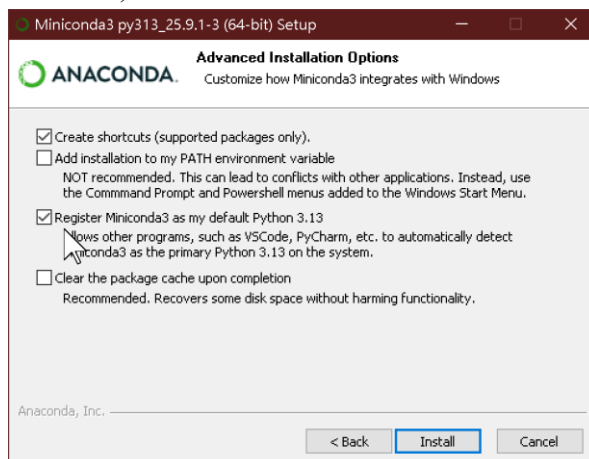 Miniconda3 py313_25.9.1-3 (64-bit) Setup
ANACONDA.
Advanced Installation Options
Customize how Miniconda3 integrates with Windows
Create shortcuts (supported packages only).
Add installation to my PATH environment variable
NOT recommended. This can lead to conflicts with other applications. Instead, use
the Commmand Prompt and Powershell menus added to the Windows Start Menu.
Register Miniconda3 as my default Python 3.13
llows other programs, such as VSCode, PyCharm, etc. to automatically detect
niconda3 as the primary Python 3.13 on the system.
Clear the package cache upon completion
Recommended. Recovers some disk space without harming functionality.
Anaconda, Inc.
< Back
Install
Cancel